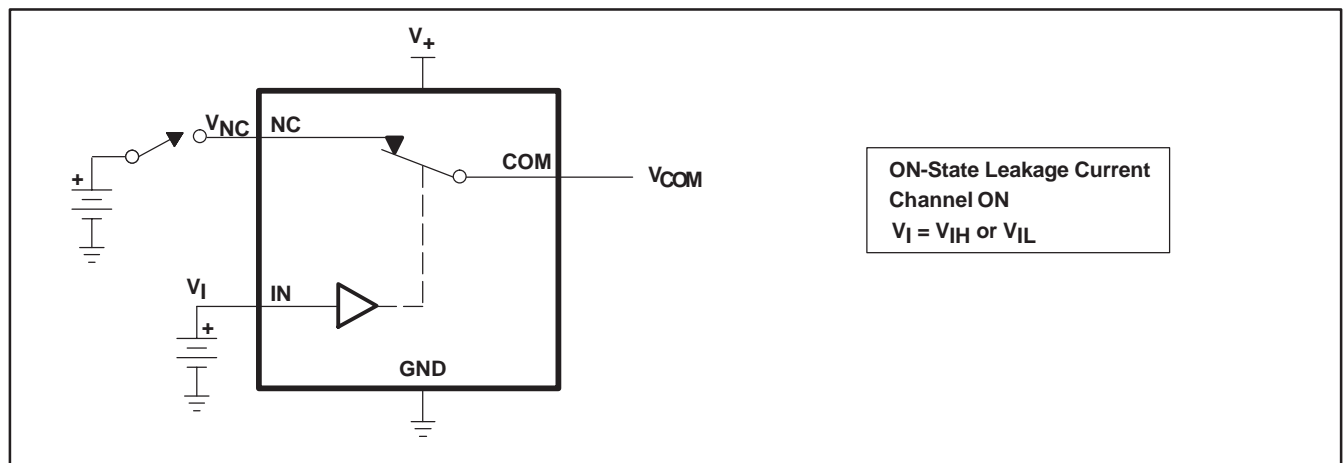 V+
VNC NC
COM
VCOM
+
VI IN
+
GND
ON-State Leakage Current
Channel ON
VI = VIH or VIL